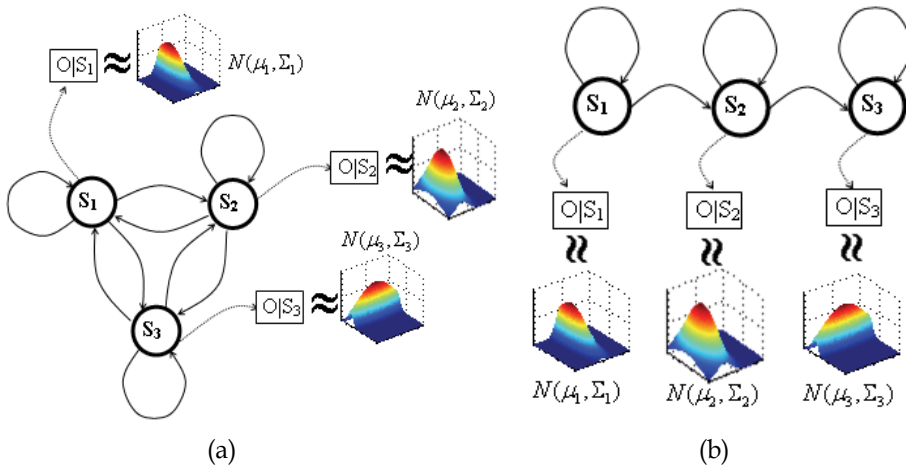 O|S₁ ≈ N(μ₁,Σ₁)
N(μ₂,Σ₂)
O|S₂ ≈
S₁
S₂
N(μ₃,Σ₃)
O|S₃ ≈
S₃
(a)
S₁ S₂ S₃
O|S₁ O|S₂ O|S₃
≈ ≈ ≈
N(μ₁,Σ₁) N(μ₂,Σ₂) N(μ₃,Σ₃)
(b)